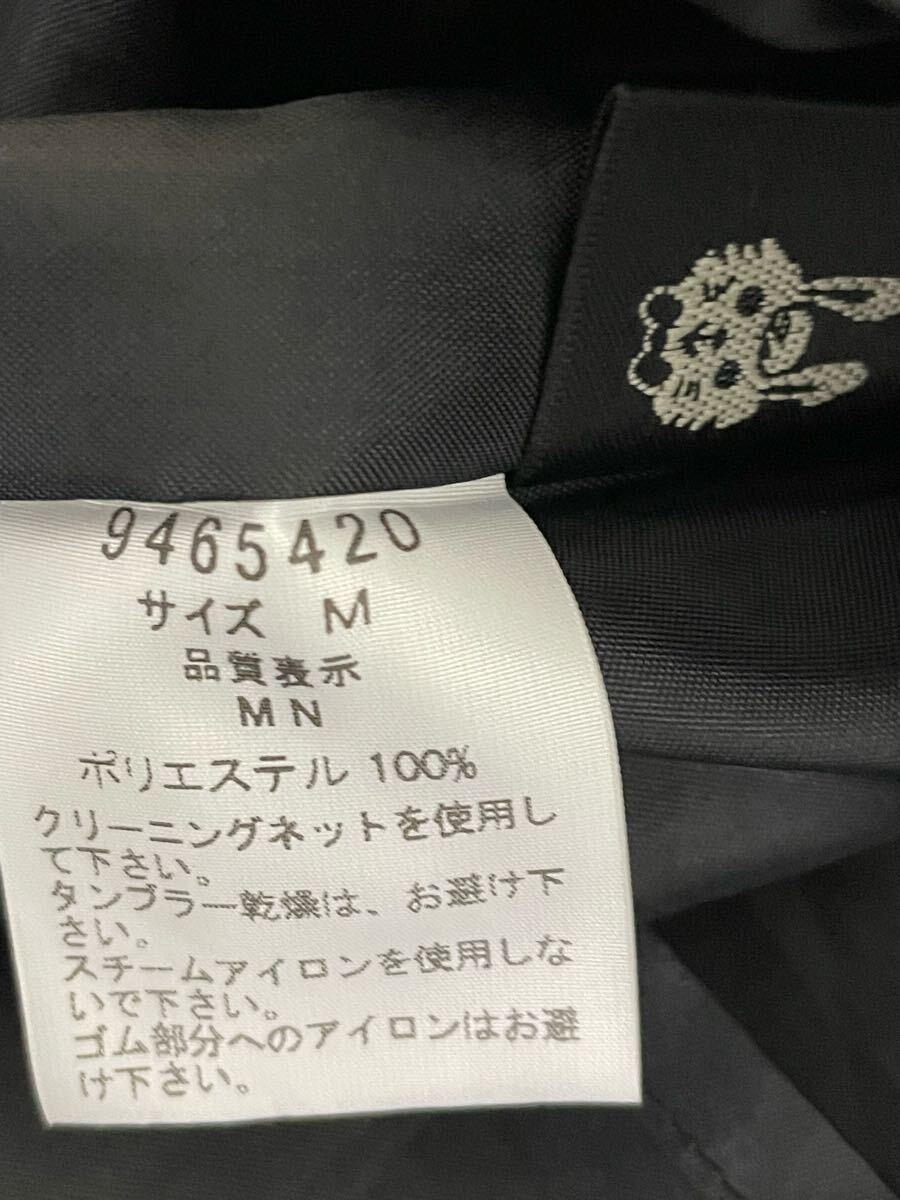 9465420
サイズ M
品質表示
MN
ポリエステル 100%
クリーニングネットを使用し
て下さい。
タンブラー乾燥は、お避け下
さい。
スチームアイロンを使用しな
いで下さい。
ゴム部分へのアイロンはお避
け下さい。